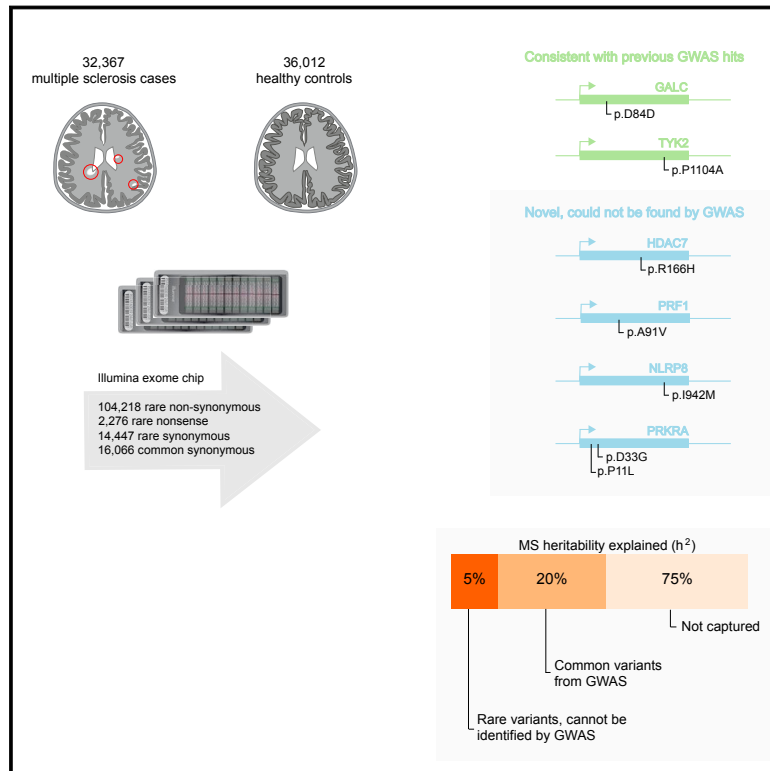 32,367
multiple sclerosis cases
36,012
healthy controls
Illumina exome chip
104,218 rare non-synonymous
2,276 rare nonsense
14,447 rare synonymous
16,066 common synonymous
Consistent with previous GWAS hits
GALC
p.D84D
TYK2
p.P1104A
Novel, could not be found by GWAS
HDAC7
p.R166H
PRF1
p.A91V
NLRP8
p.I942M
PRKRA
p.D33G
p.P11L
MS heritability explained (h²)
5%
20%
75%
Not captured
Common variants
from GWAS
Rare variants, cannot be
identified by GWAS